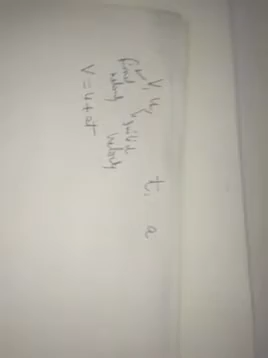 v, u, t, a
final velocity
initial velocity
v = u + at